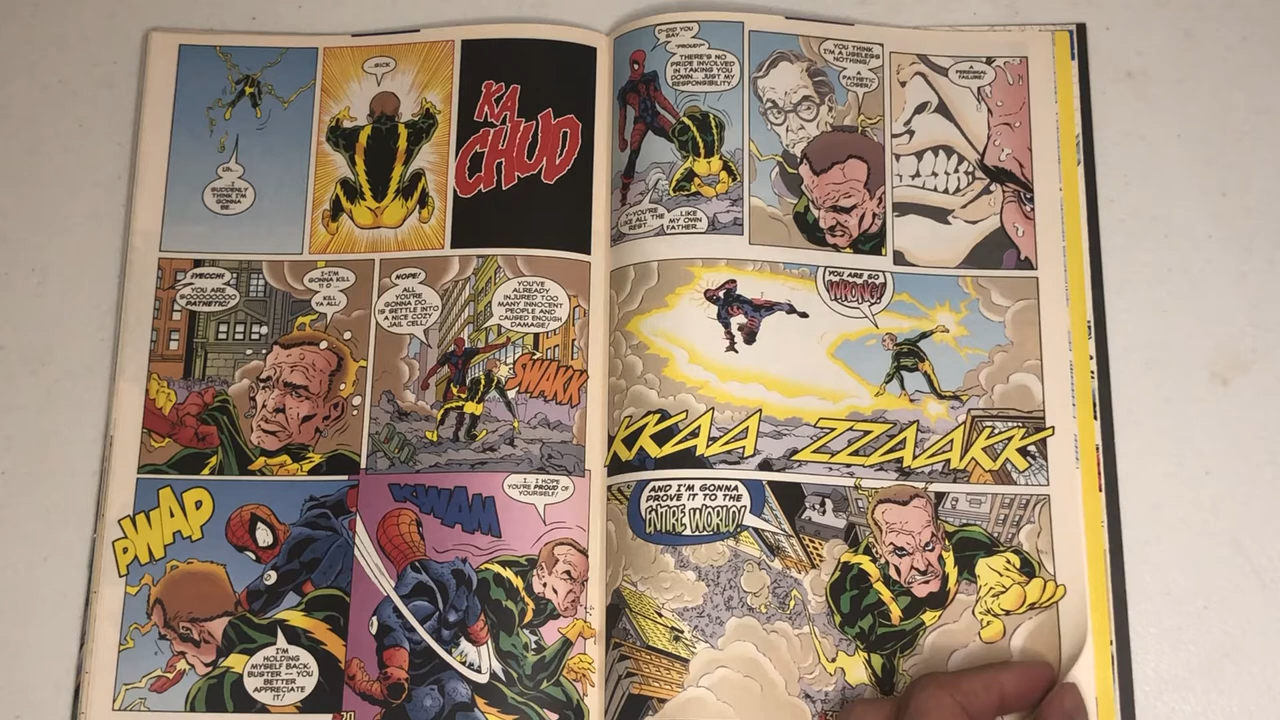 UH...
...I
SUDDENLY
THINK I'M
GONNA
BE...
...SICK
KA
CHUD
¡YECCH!
YOU ARE
SOOOOOOOO
PATHETIC!
I-I'M
GONNA KILL
KILL
YA ALL!
NOPE!
ALL
YOU'RE
GONNA DO...
IS SETTLE INTO
A NICE COZY
JAIL CELL!
YOU'VE
ALREADY
INJURED TOO
MANY INNOCENT
PEOPLE AND
CAUSED ENOUGH
DAMAGE!
SWAKK
PWAP
I'M
HOLDING
MYSELF BACK,
BUSTER -- YOU
BETTER
APPRECIATE
IT!
KWAM
...I... I HOPE
YOU'RE PROUD OF
YOURSELF!
D-DID YOU
SAY...
..."PROUD?"
THERE'S NO
PRIDE INVOLVED
IN TAKING YOU
DOWN... JUST MY
RESPONSIBILITY.
Y-YOU'RE
LIKE ALL THE
REST...
...LIKE
MY OWN
FATHER...
YOU THINK
I'M A USELESS
NOTHING!
A
PATHETIC
LOSER!
A
PERENNIAL
FAILURE!
YOU ARE SO
WRONG!
KKAA ZZAAKK
AND I'M GONNA
PROVE IT TO THE
ENTIRE WORLD!